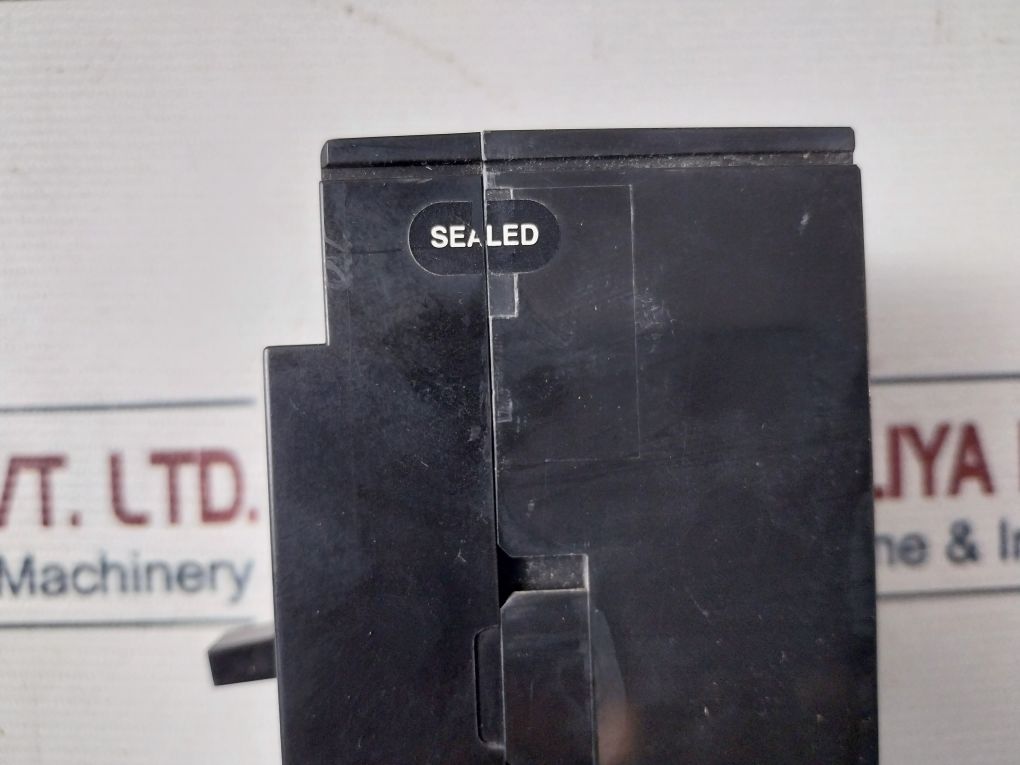 SEALED
VT. LTD.
Machinery
LIYA
ne & In